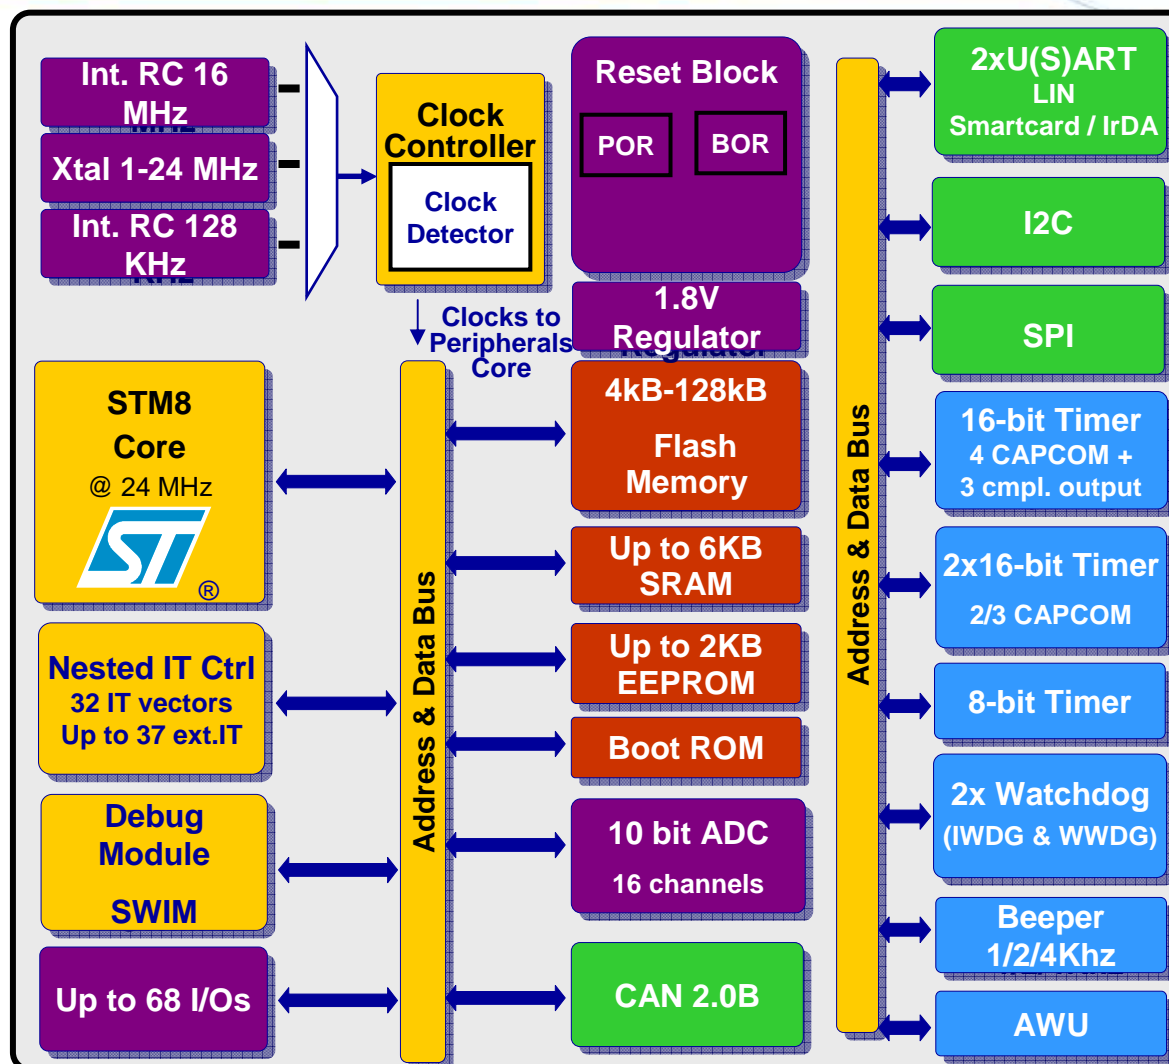 Int. RC 16
MHz
Xtal 1-24 MHz
Int. RC 128
KHz
Clock
Controller
Clock
Detector
Clocks to
Peripherals
Core
Reset Block
POR
BOR
1.8V
Regulator
STM8
Core
@ 24 MHz
ST
®
Nested IT Ctrl
32 IT vectors
Up to 37 ext.IT
Debug
Module
SWIM
Up to 68 I/Os
Address & Data Bus
4kB-128kB
Flash
Memory
Up to 6KB
SRAM
Up to 2KB
EEPROM
Boot ROM
10 bit ADC
16 channels
CAN 2.0B
Address & Data Bus
2xU(S)ART
LIN
Smartcard / IrDA
I2C
SPI
16-bit Timer
4 CAPCOM +
3 cmpl. output
2x16-bit Timer
2/3 CAPCOM
8-bit Timer
2x Watchdog
(IWDG & WWDG)
Beeper
1/2/4Khz
AWU